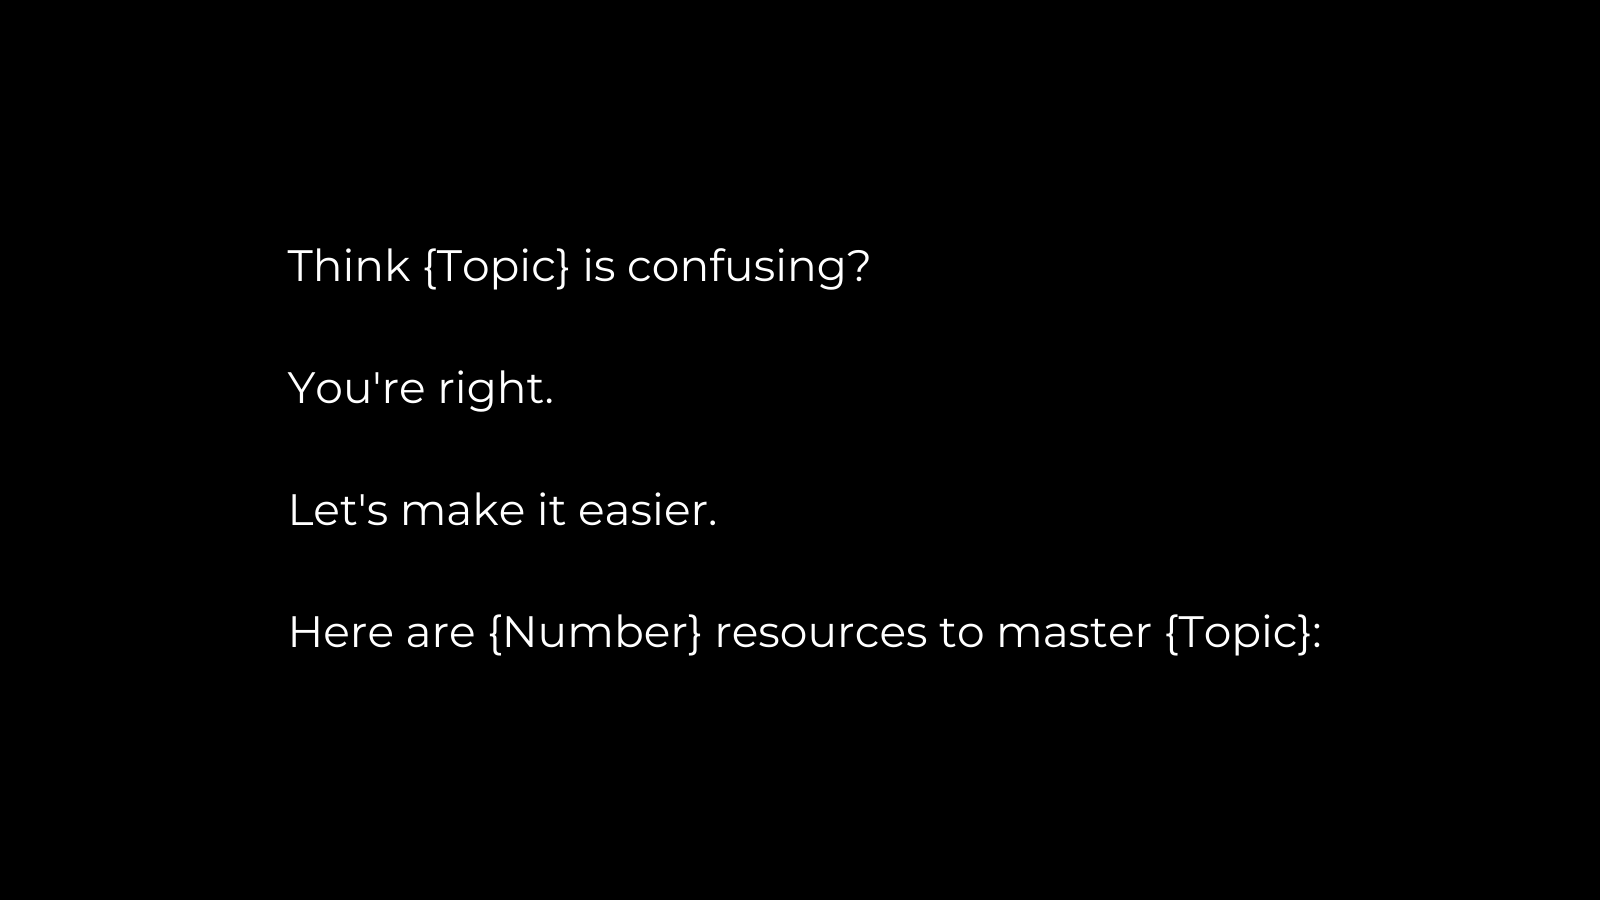 Think {Topic} is confusing?
You're right.
Let's make it easier.
Here are {Number} resources to master {Topic}: